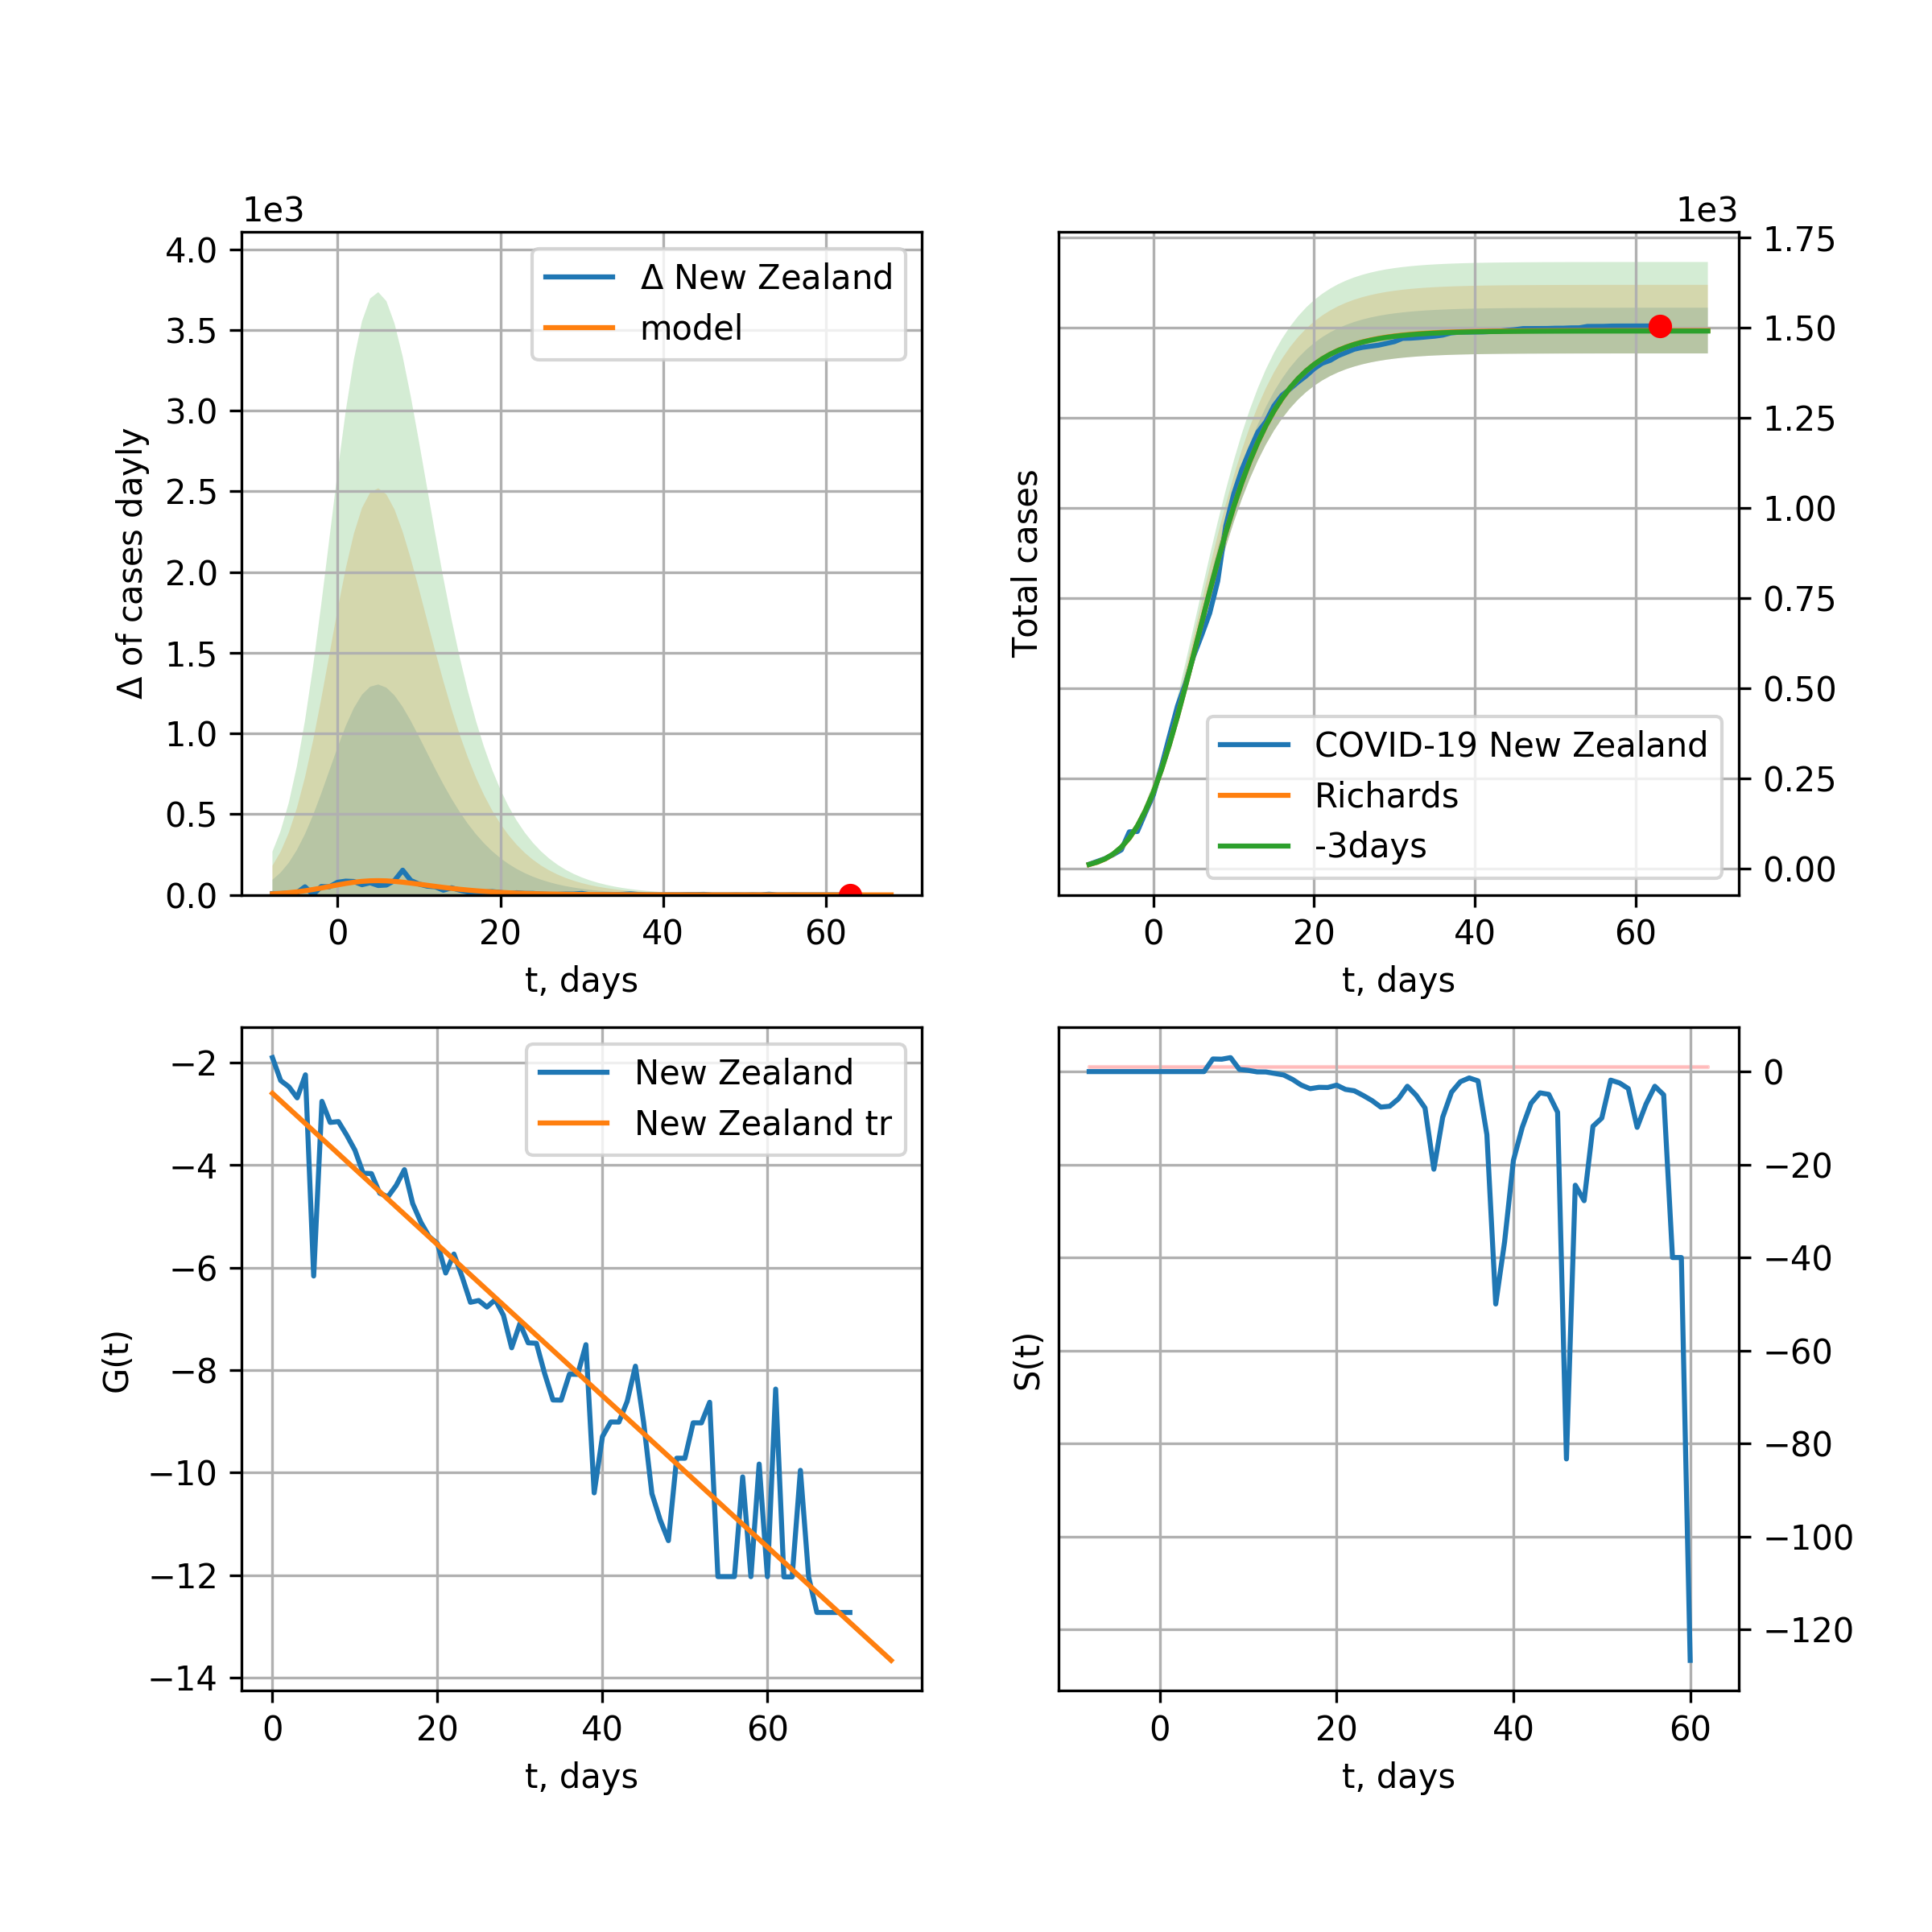 1e3
4.0
3.5
3.0
2.5
2.0
1.5
1.0
0.5
0.0
Δ of cases dayly
Δ New Zealand
model
0 20 40 60
t, days
1e3
1.75
1.50
1.25
1.00
0.75
0.50
0.25
0.00
Total cases
COVID-19 New Zealand
Richards
-3days
0 20 40 60
t, days
−2
−4
−6
−8
−10
−12
−14
G(t)
New Zealand
New Zealand tr
0 20 40 60
t, days
0
−20
−40
−60
−80
−100
−120
S(t)
0 20 40 60
t, days